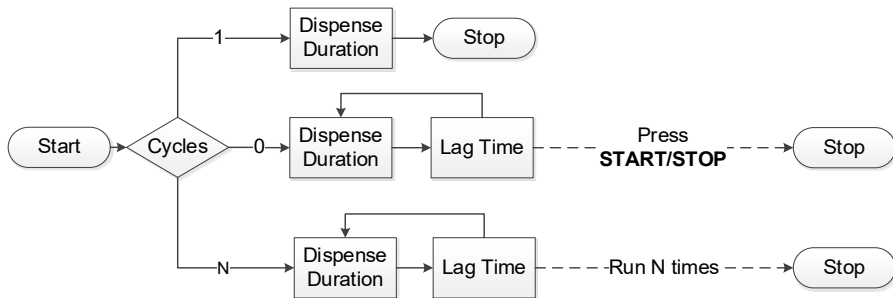 1
Dispense
Duration
Stop
Start
Cycles
0
Dispense
Duration
Lag Time
Press
START/STOP
Stop
N
Dispense
Duration
Lag Time
Run N times
Stop